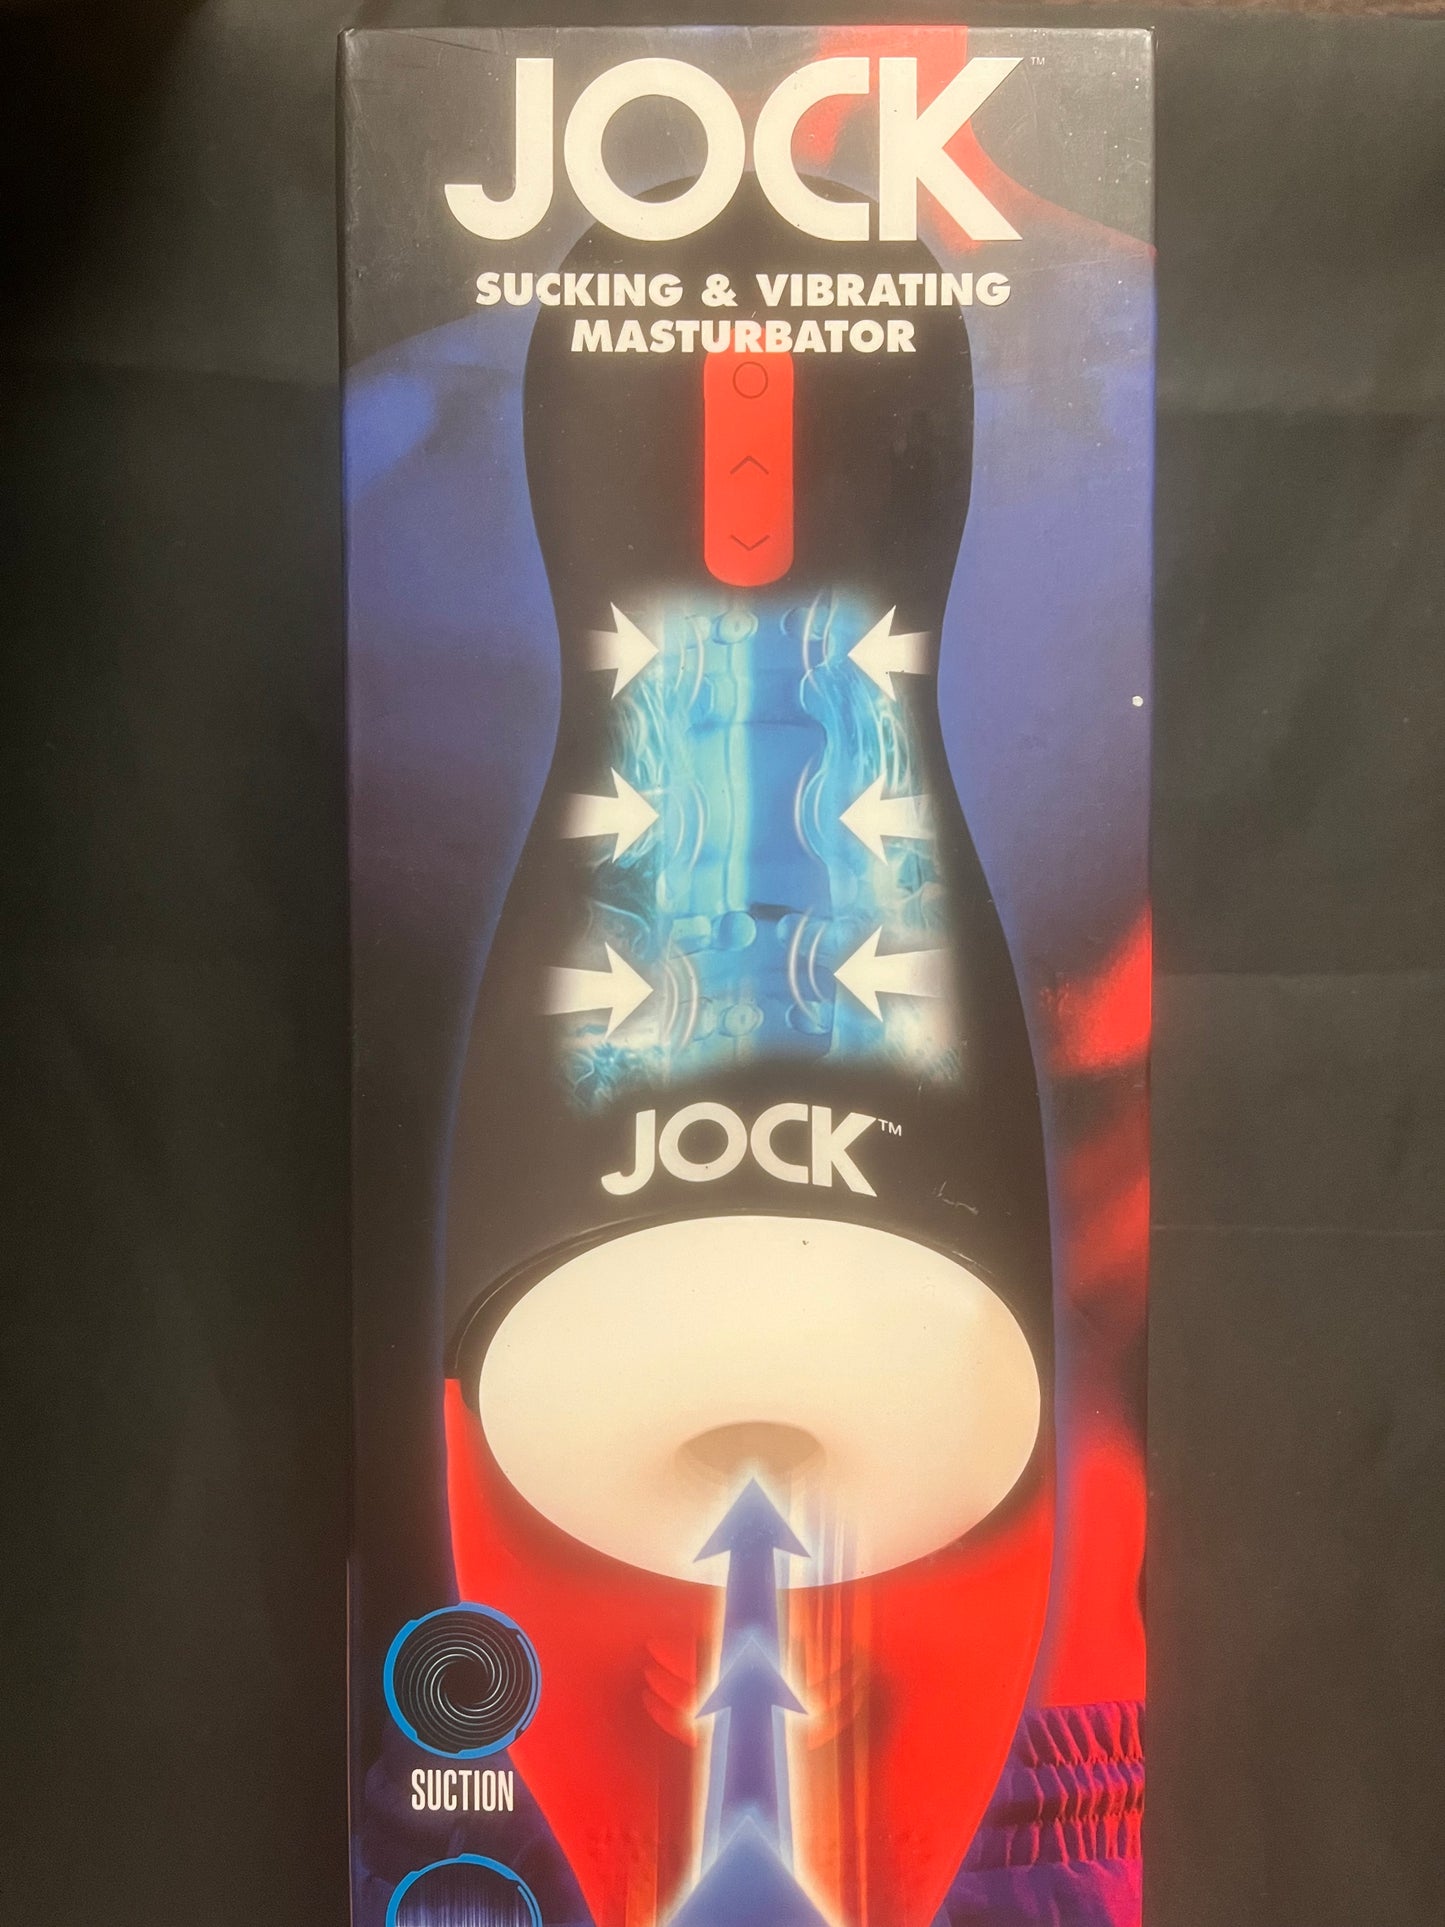 JOCK™
SUCKING & VIBRATING
MASTURBATOR
JOCK™
SUCTION